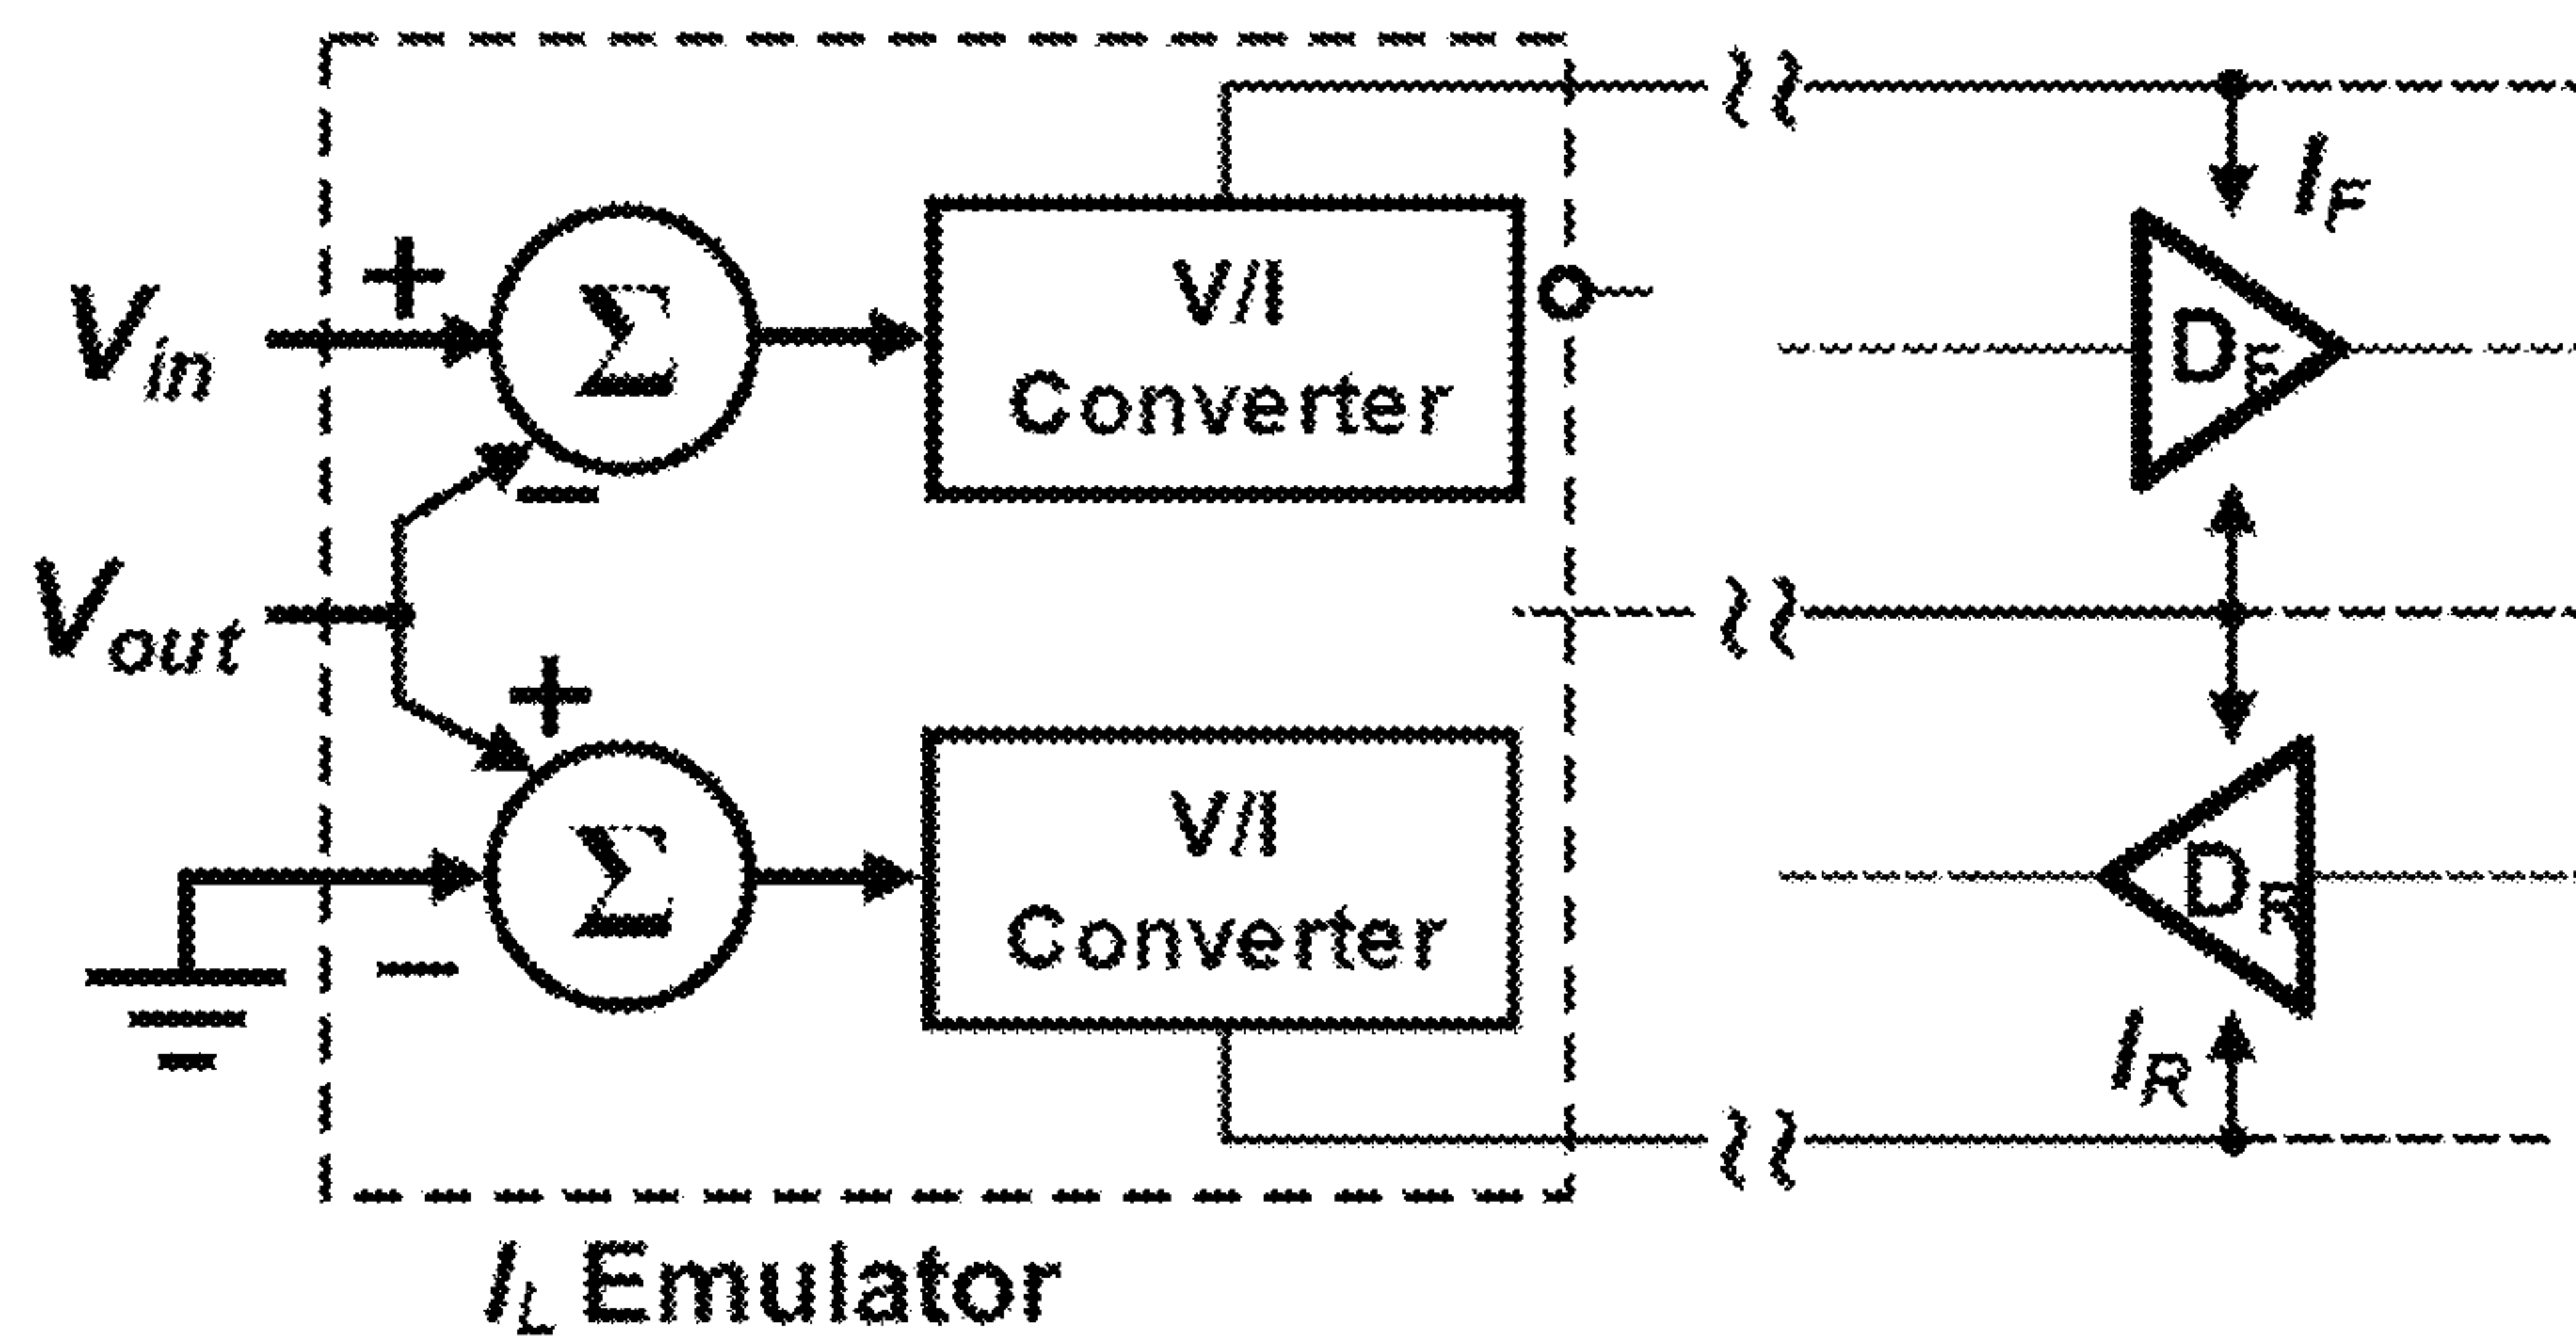 +
V_in
Σ
V/I
Converter
I_F
D_F
−
V_out
+
Σ
V/I
Converter
D_R
−
I_R
I_L Emulator